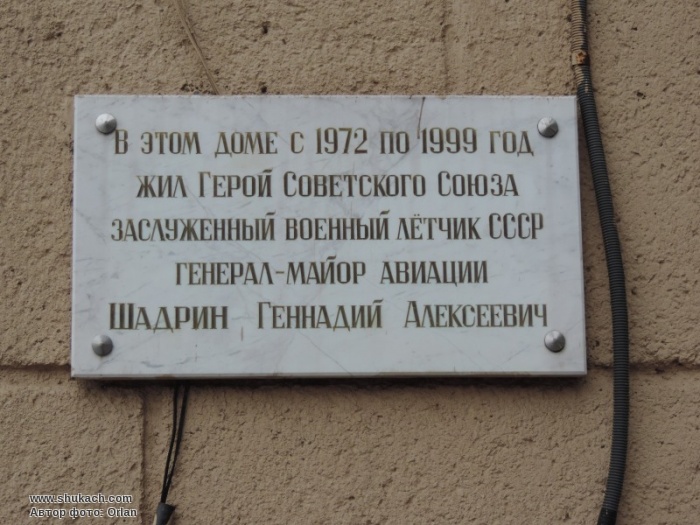 В ЭТОМ ДОМЕ С 1972 ПО 1999 ГОД
ЖИЛ ГЕРОЙ СОВЕТСКОГО СОЮЗА
ЗАСЛУЖЕННЫЙ ВОЕННЫЙ ЛЁТЧИК СССР
ГЕНЕРАЛ-МАЙОР АВИАЦИИ
ШАДРИН ГЕННАДИЙ АЛЕКСЕЕВИЧ
www.shukach.com
Автор фото: Orlan